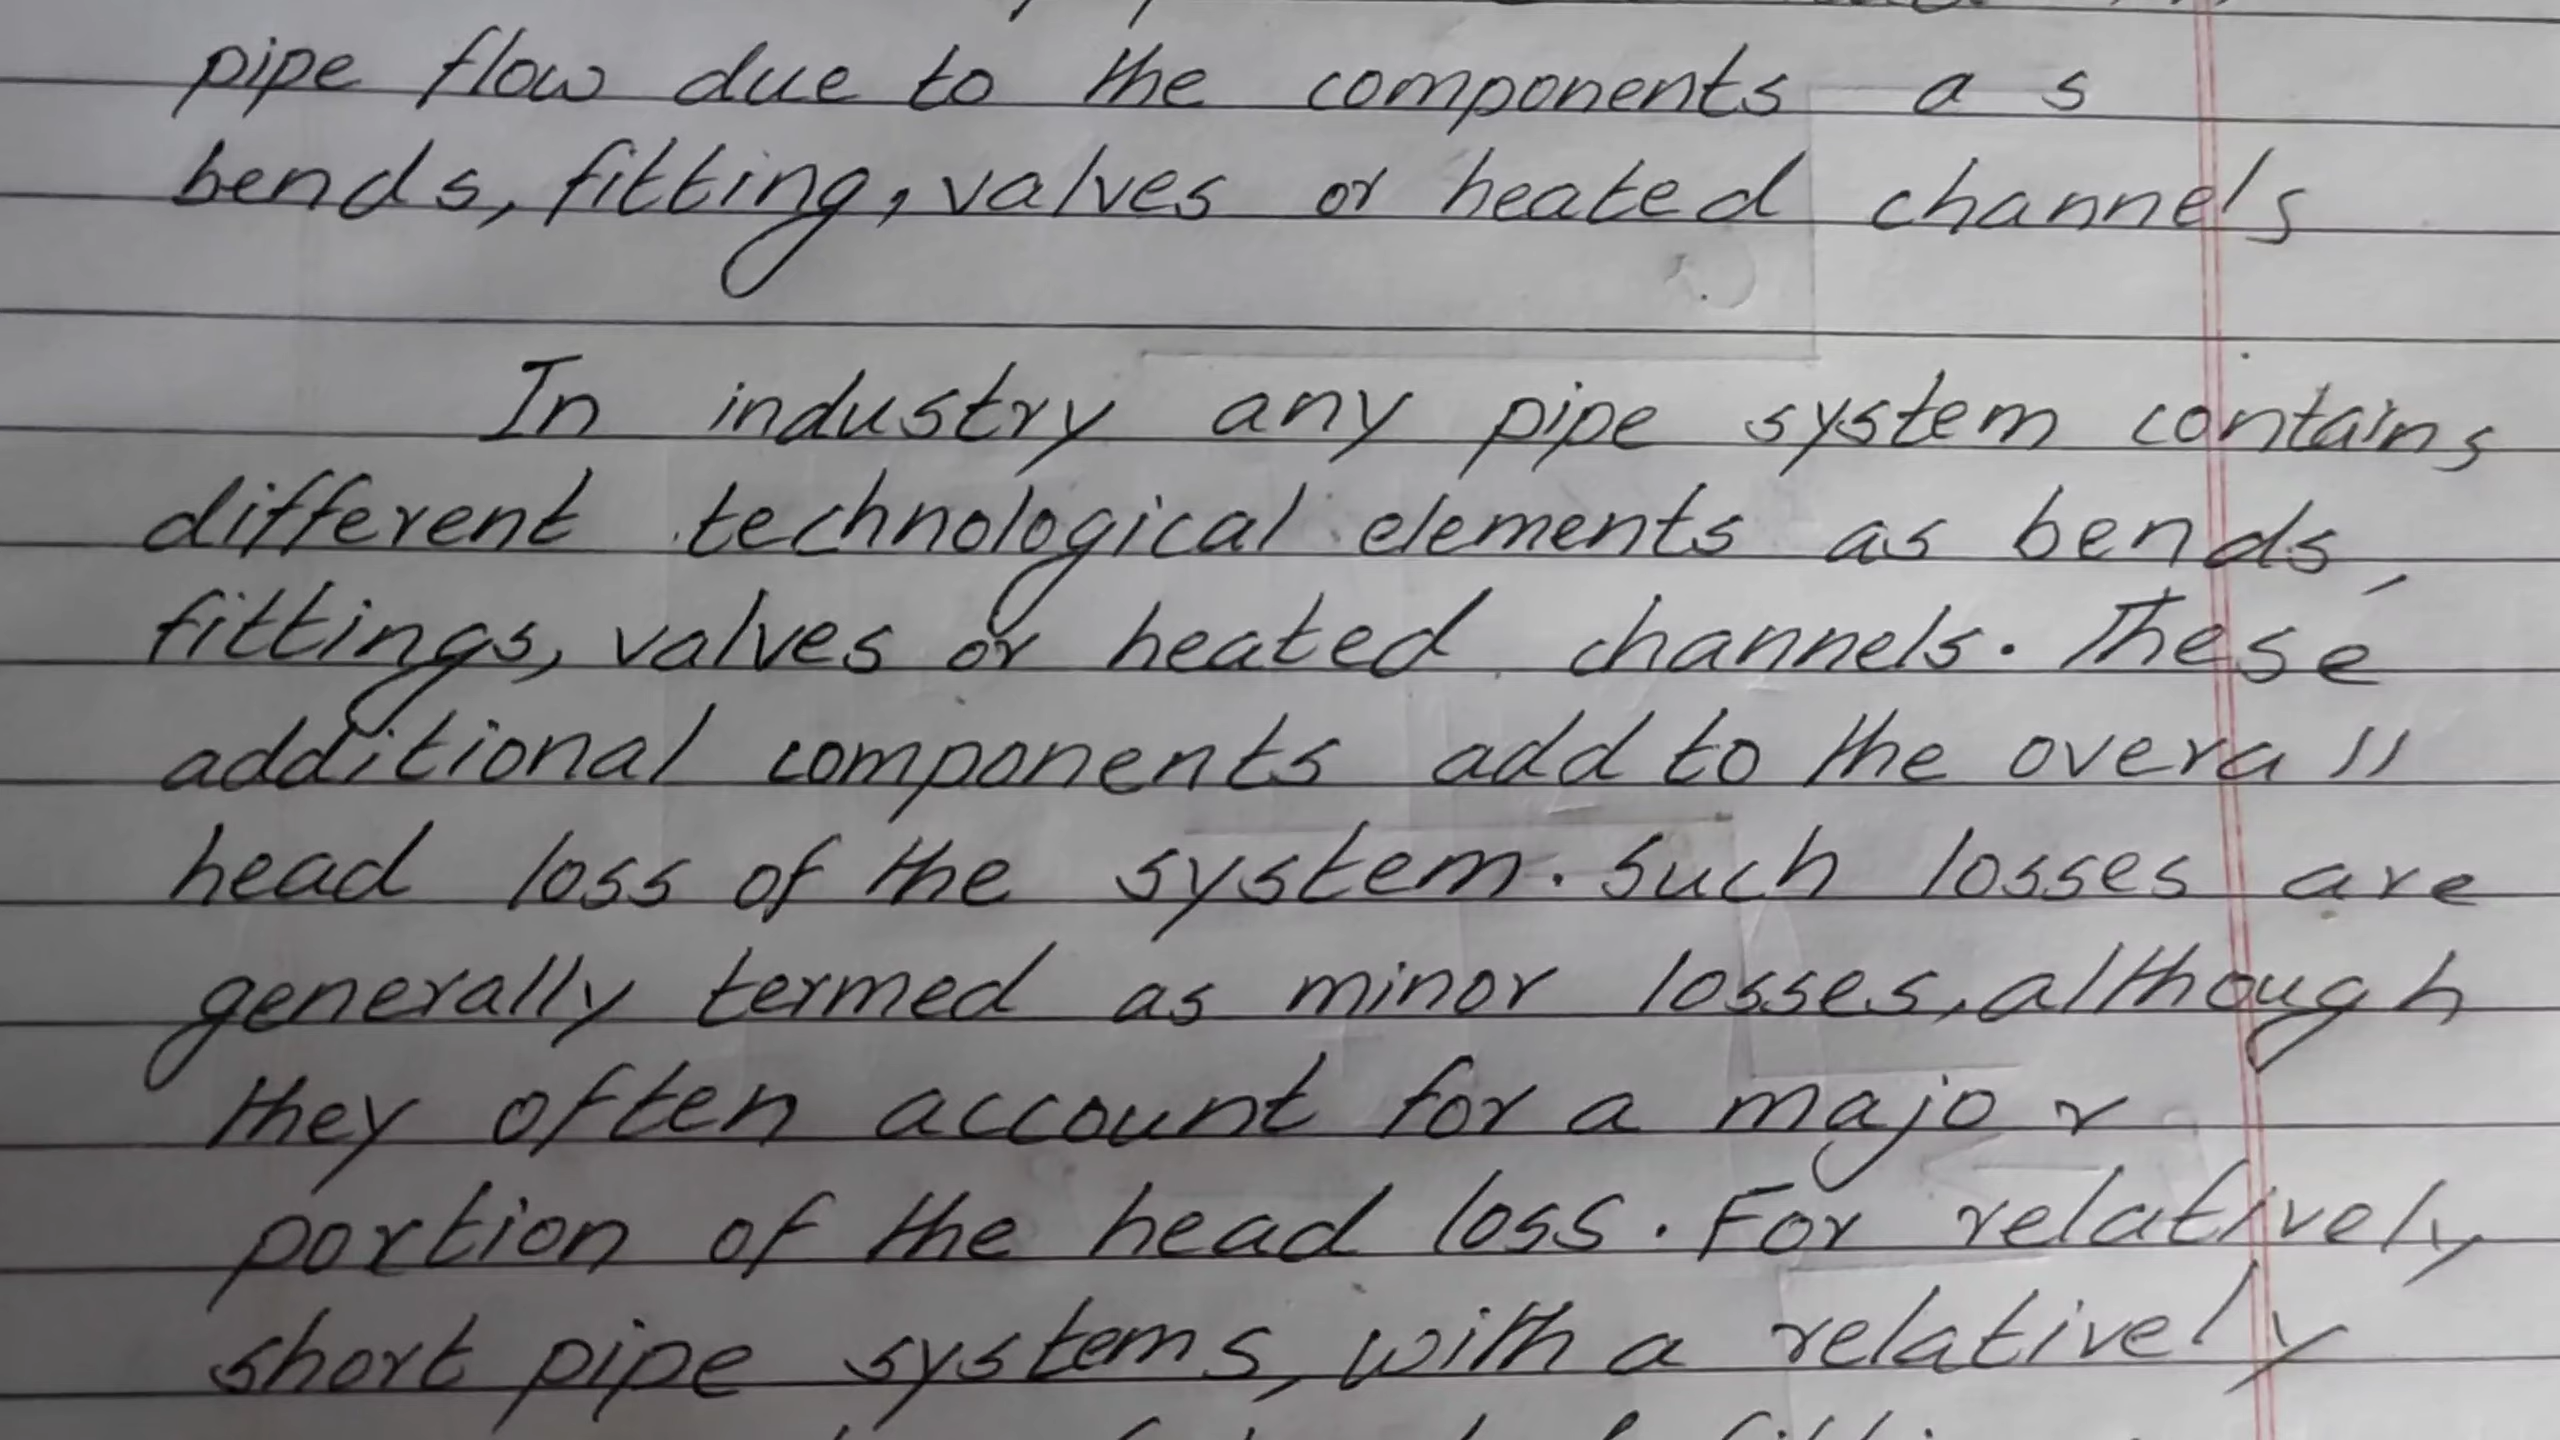 pipe flow due to the components as
bends, fitting, valves or heated channels
In industry any pipe system contains
different technological elements as bends,
fittings, valves or heated channels. These
additional components add to the overall
head loss of the system. Such losses are
generally termed as minor losses, although
they often account for a major
portion of the head loss. For relatively
short pipe systems, with a relatively